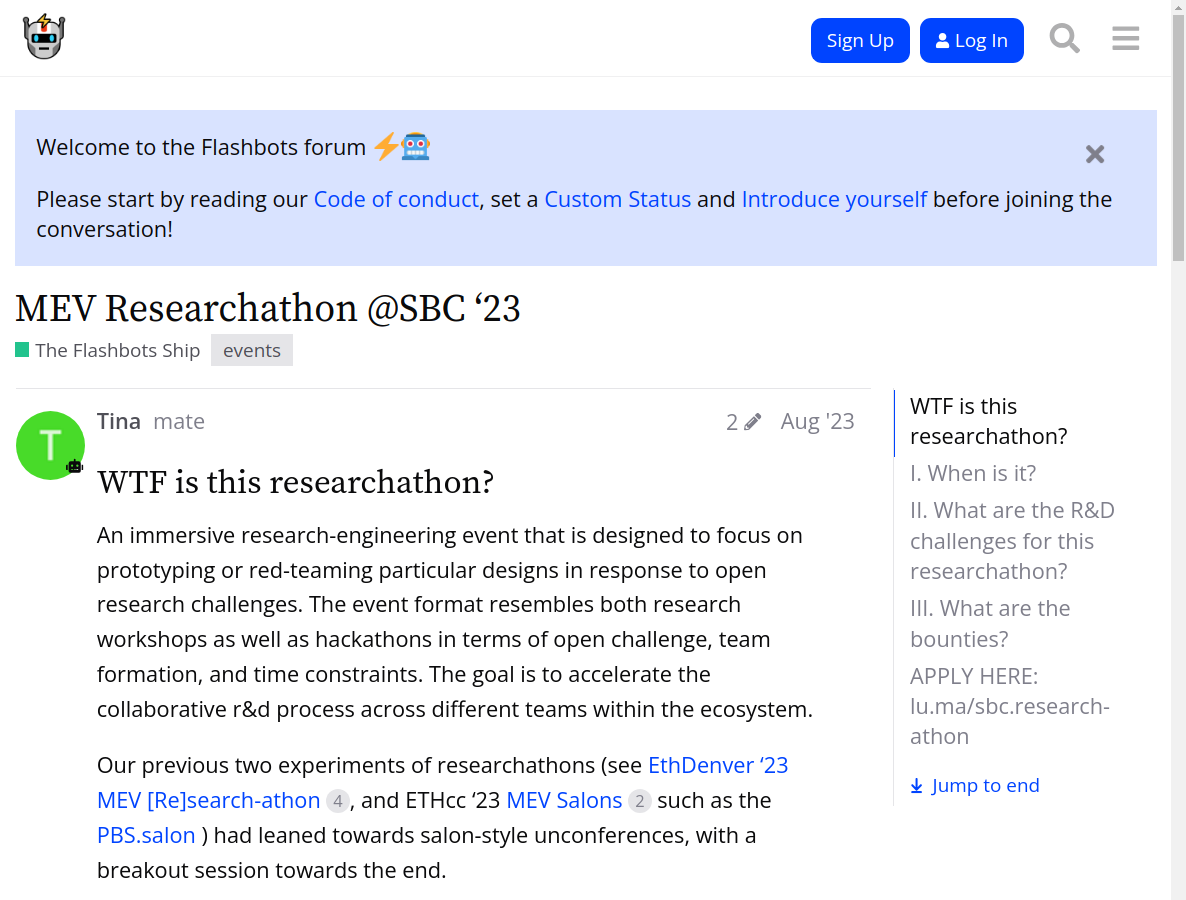 Sign Up
Log In
Welcome to the Flashbots forum
Please start by reading our Code of conduct, set a Custom Status and Introduce yourself before joining the
conversation!
MEV Researchathon @SBC ‘23
The Flashbots Ship
events
T
Tina mate
2
Aug '23
WTF is this researchathon?
An immersive research-engineering event that is designed to focus on
prototyping or red-teaming particular designs in response to open
research challenges. The event format resembles both research
workshops as well as hackathons in terms of open challenge, team
formation, and time constraints. The goal is to accelerate the
collaborative r&d process across different teams within the ecosystem.
Our previous two experiments of researchathons (see EthDenver ‘23
MEV [Re]search-athon 4, and ETHcc ‘23 MEV Salons 2 such as the
PBS.salon ) had leaned towards salon-style unconferences, with a
breakout session towards the end.
WTF is this
researchathon?
I. When is it?
II. What are the R&D
challenges for this
researchathon?
III. What are the
bounties?
APPLY HERE:
lu.ma/sbc.research-
athon
Jump to end